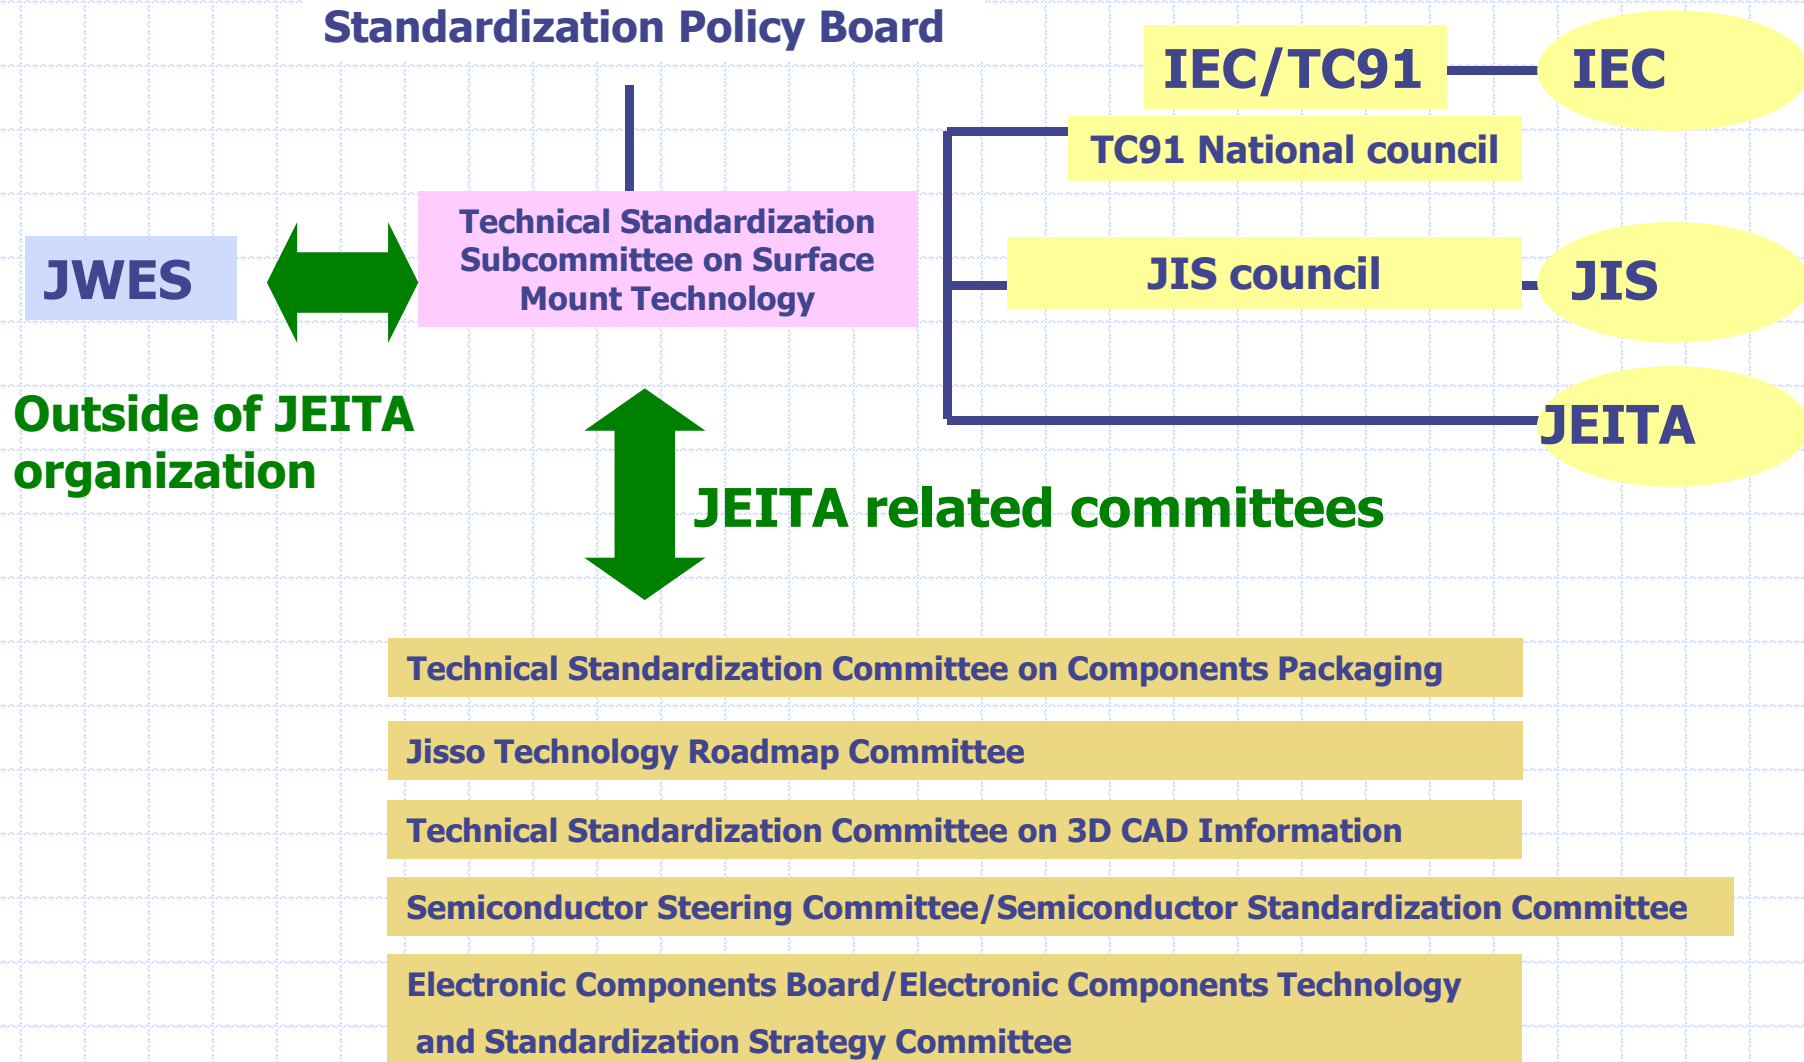 Standardization Policy Board
IEC/TC91
IEC
TC91 National council
Technical Standardization
Subcommittee on Surface
Mount Technology
JWES
JIS council
JIS
Outside of JEITA
organization
JEITA
JEITA related committees
Technical Standardization Committee on Components Packaging
Jisso Technology Roadmap Committee
Technical Standardization Committee on 3D CAD Imformation
Semiconductor Steering Committee/Semiconductor Standardization Committee
Electronic Components Board/Electronic Components Technology
and Standardization Strategy Committee